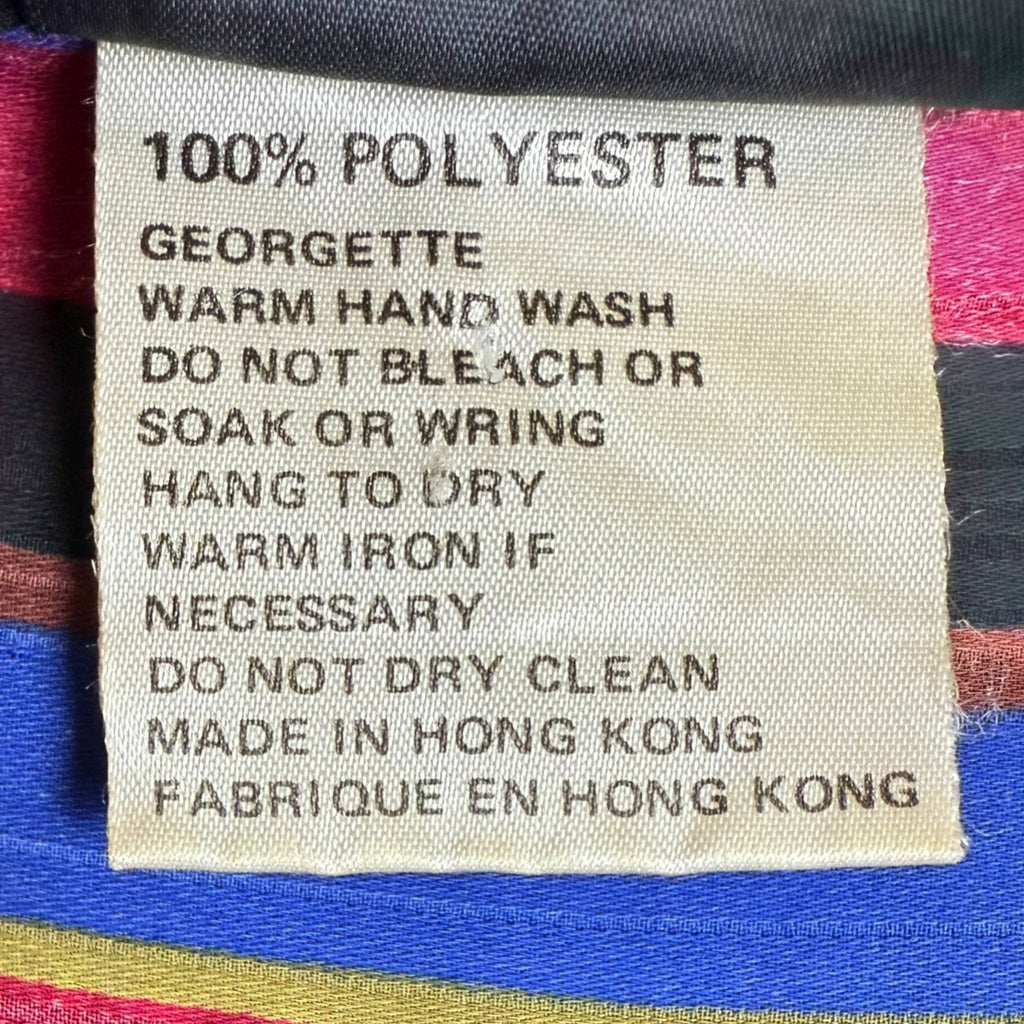 100% POLYESTER
GEORGETTE
WARM HAND WASH
DO NOT BLEACH OR
SOAK OR WRING
HANG TO DRY
WARM IRON IF
NECESSARY
DO NOT DRY CLEAN
MADE IN HONG KONG
FABRIQUE EN HONG KONG